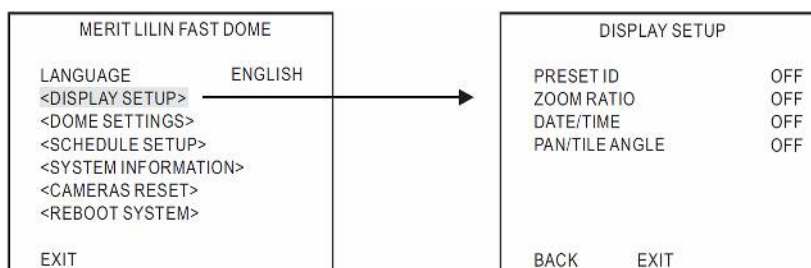 MERIT LILIN FAST DOME
LANGUAGE ENGLISH
<DISPLAY SETUP>
<DOME SETTINGS>
<SCHEDULE SETUP>
<SYSTEM INFORMATION>
<CAMERAS RESET>
<REBOOT SYSTEM>
EXIT
DISPLAY SETUP
PRESET ID OFF
ZOOM RATIO OFF
DATE/TIME OFF
PAN/TILE ANGLE OFF
BACK EXIT